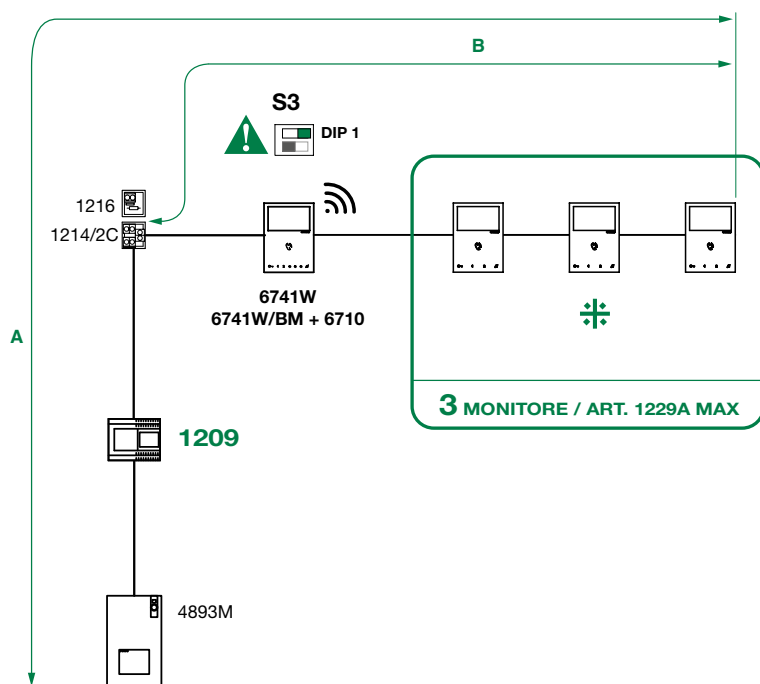 B
S3
DIP 1
1216
1214/2C
6741W
6741W/BM + 6710
A
3 MONITORE / ART. 1229A MAX
1209
4893M